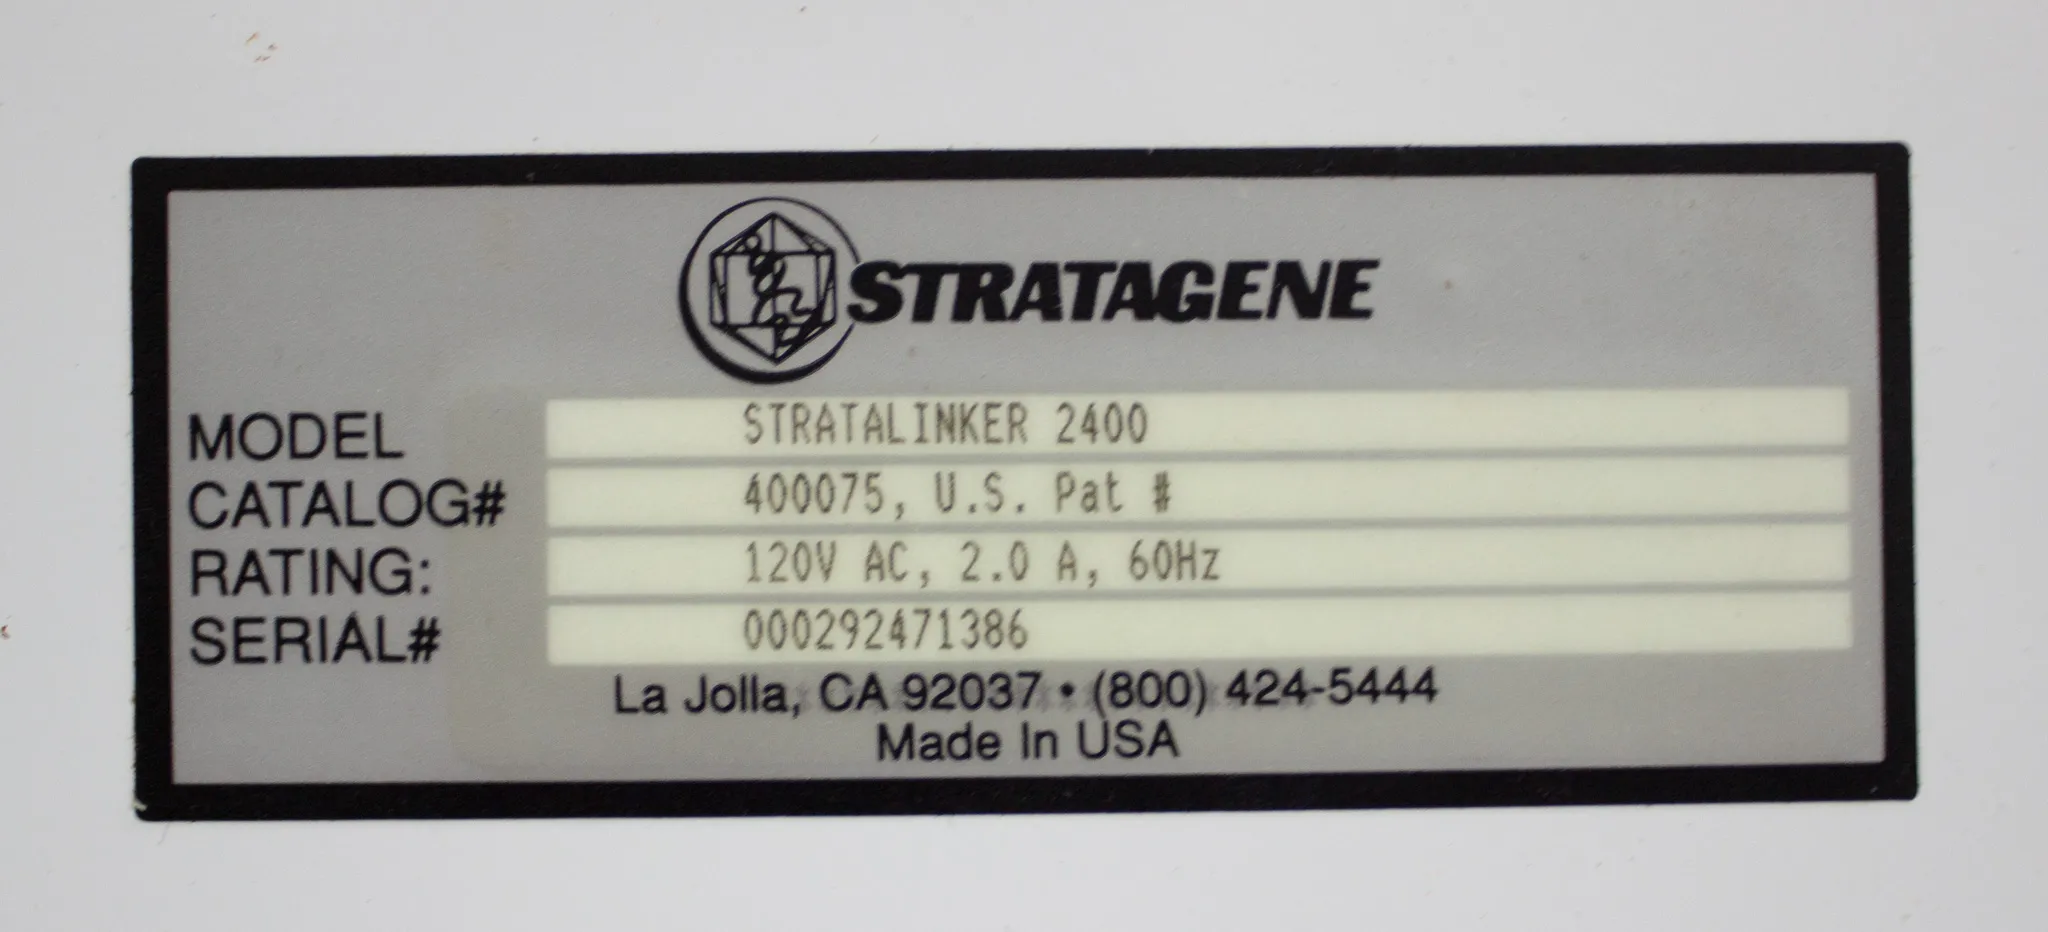 STRATAGENE
MODEL STRATALINKER 2400
CATALOG# 400075, U.S. Pat #
RATING: 120V AC, 2.0 A, 60Hz
SERIAL# 000292471386
La Jolla, CA 92037 • (800) 424-5444
Made In USA